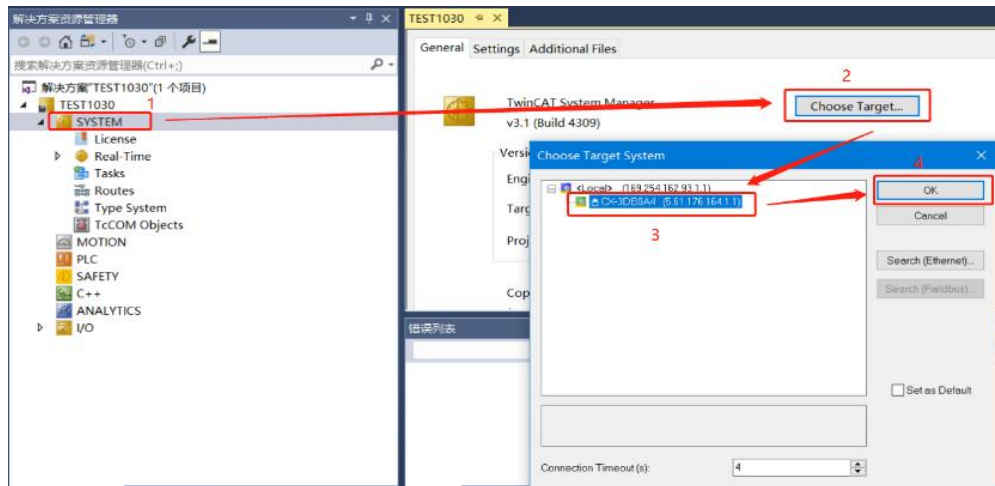 解决方案资源管理器
搜索解决方案资源管理器(Ctrl+;)
解决方案"TEST1030"(1 个项目)
TEST1030
1
SYSTEM
License
Real-Time
Tasks
Routes
Type System
TcCOM Objects
MOTION
PLC
SAFETY
C++
ANALYTICS
I/O
TEST1030
General Settings Additional Files
TwinCAT System Manager
v3.1 (Build 4309)
2
Choose Target...
Versi
Engi
Targ
Proj
Cop
错误列表
Choose Target System
4
<Local> (169.254.162.93.1.1)
CX-3DB0A4 (5.61.176.164.1.1)
3
OK
Cancel
Search (Ethernet)...
Search (Fieldbus)...
Set as Default
Connection Timeout (s):
4